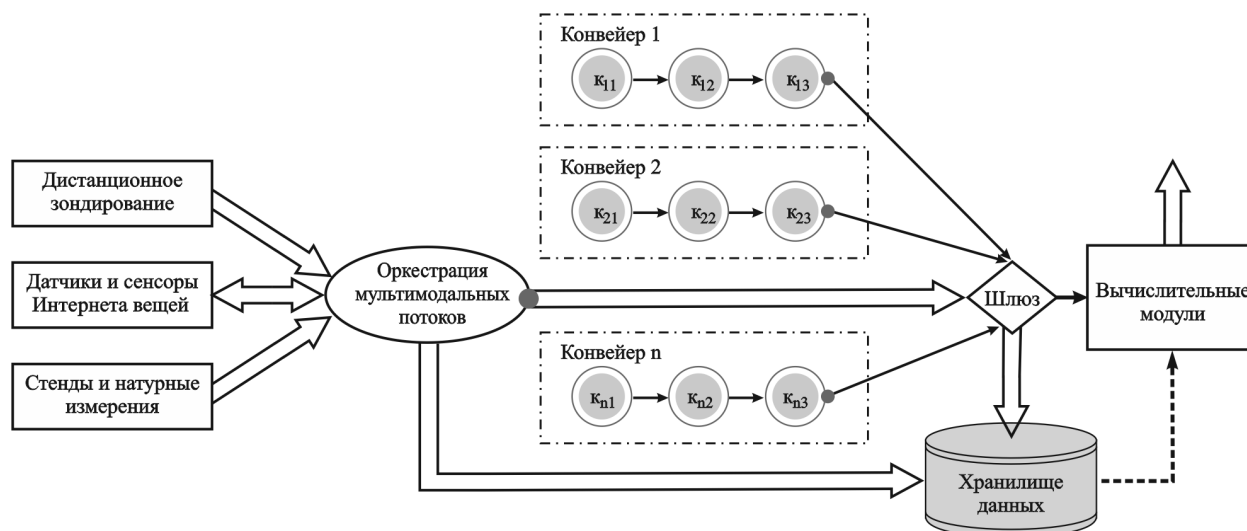 Конвейер 1
к11
к12
к13
Конвейер 2
к21
к22
к23
Дистанционное
зондирование
Датчики и сенсоры
Интернета вещей
Стенды и натурные
измерения
Оркестрация
мультимодальных
потоков
Конвейер n
кn1
кn2
кn3
Шлюз
Вычислительные
модули
Хранилище
данных